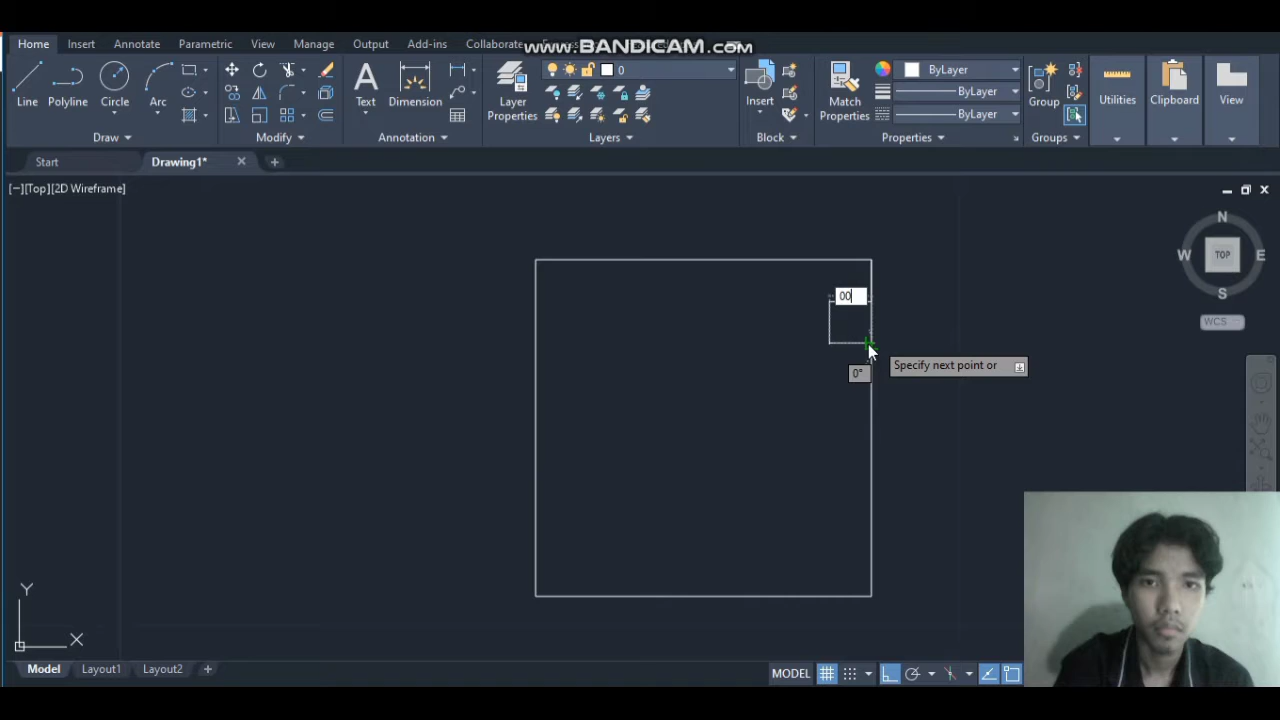 Home Insert Annotate Parametric View Manage Output Add-ins Collaborate
www.BANDICAM.com
0 ByLayer
ByLayer
ByLayer
Line Polyline Circle Arc Text Dimension Layer Properties Insert Match Properties Group Utilities Clipboard View
Draw Modify Annotation Layers Block Properties Groups
Start Drawing1*
[−][Top][2D Wireframe]
N
W TOP E
S
WCS
00
Specify next point or
0°
Y
X
Model Layout1 Layout2
MODEL